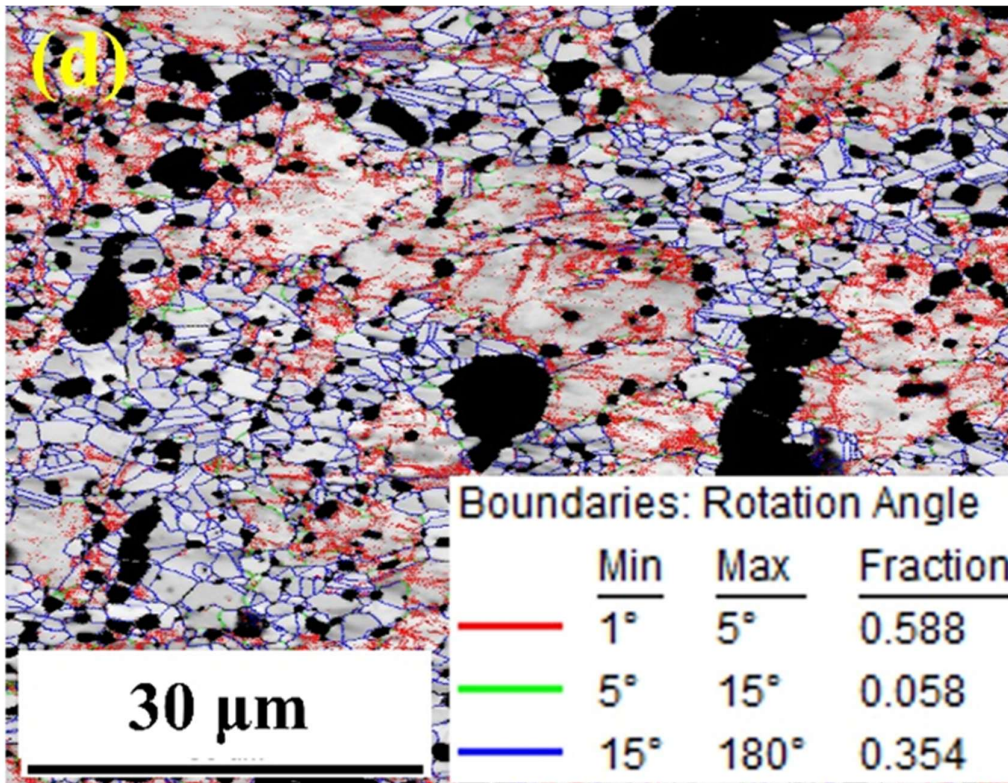 (d)
Boundaries: Rotation Angle
Min Max Fraction
1° 5° 0.588
5° 15° 0.058
15° 180° 0.354
30 μm